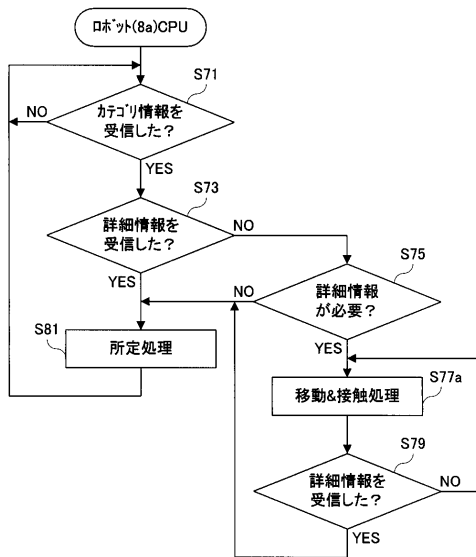 ロボット(8a)CPU
S71
カテゴリ情報を
受信した？
NO
YES
S73
詳細情報を
受信した？
NO
YES
S75
詳細情報
が必要？
NO
YES
S81
所定処理
S77a
移動&接触処理
S79
詳細情報を
受信した？
NO
YES